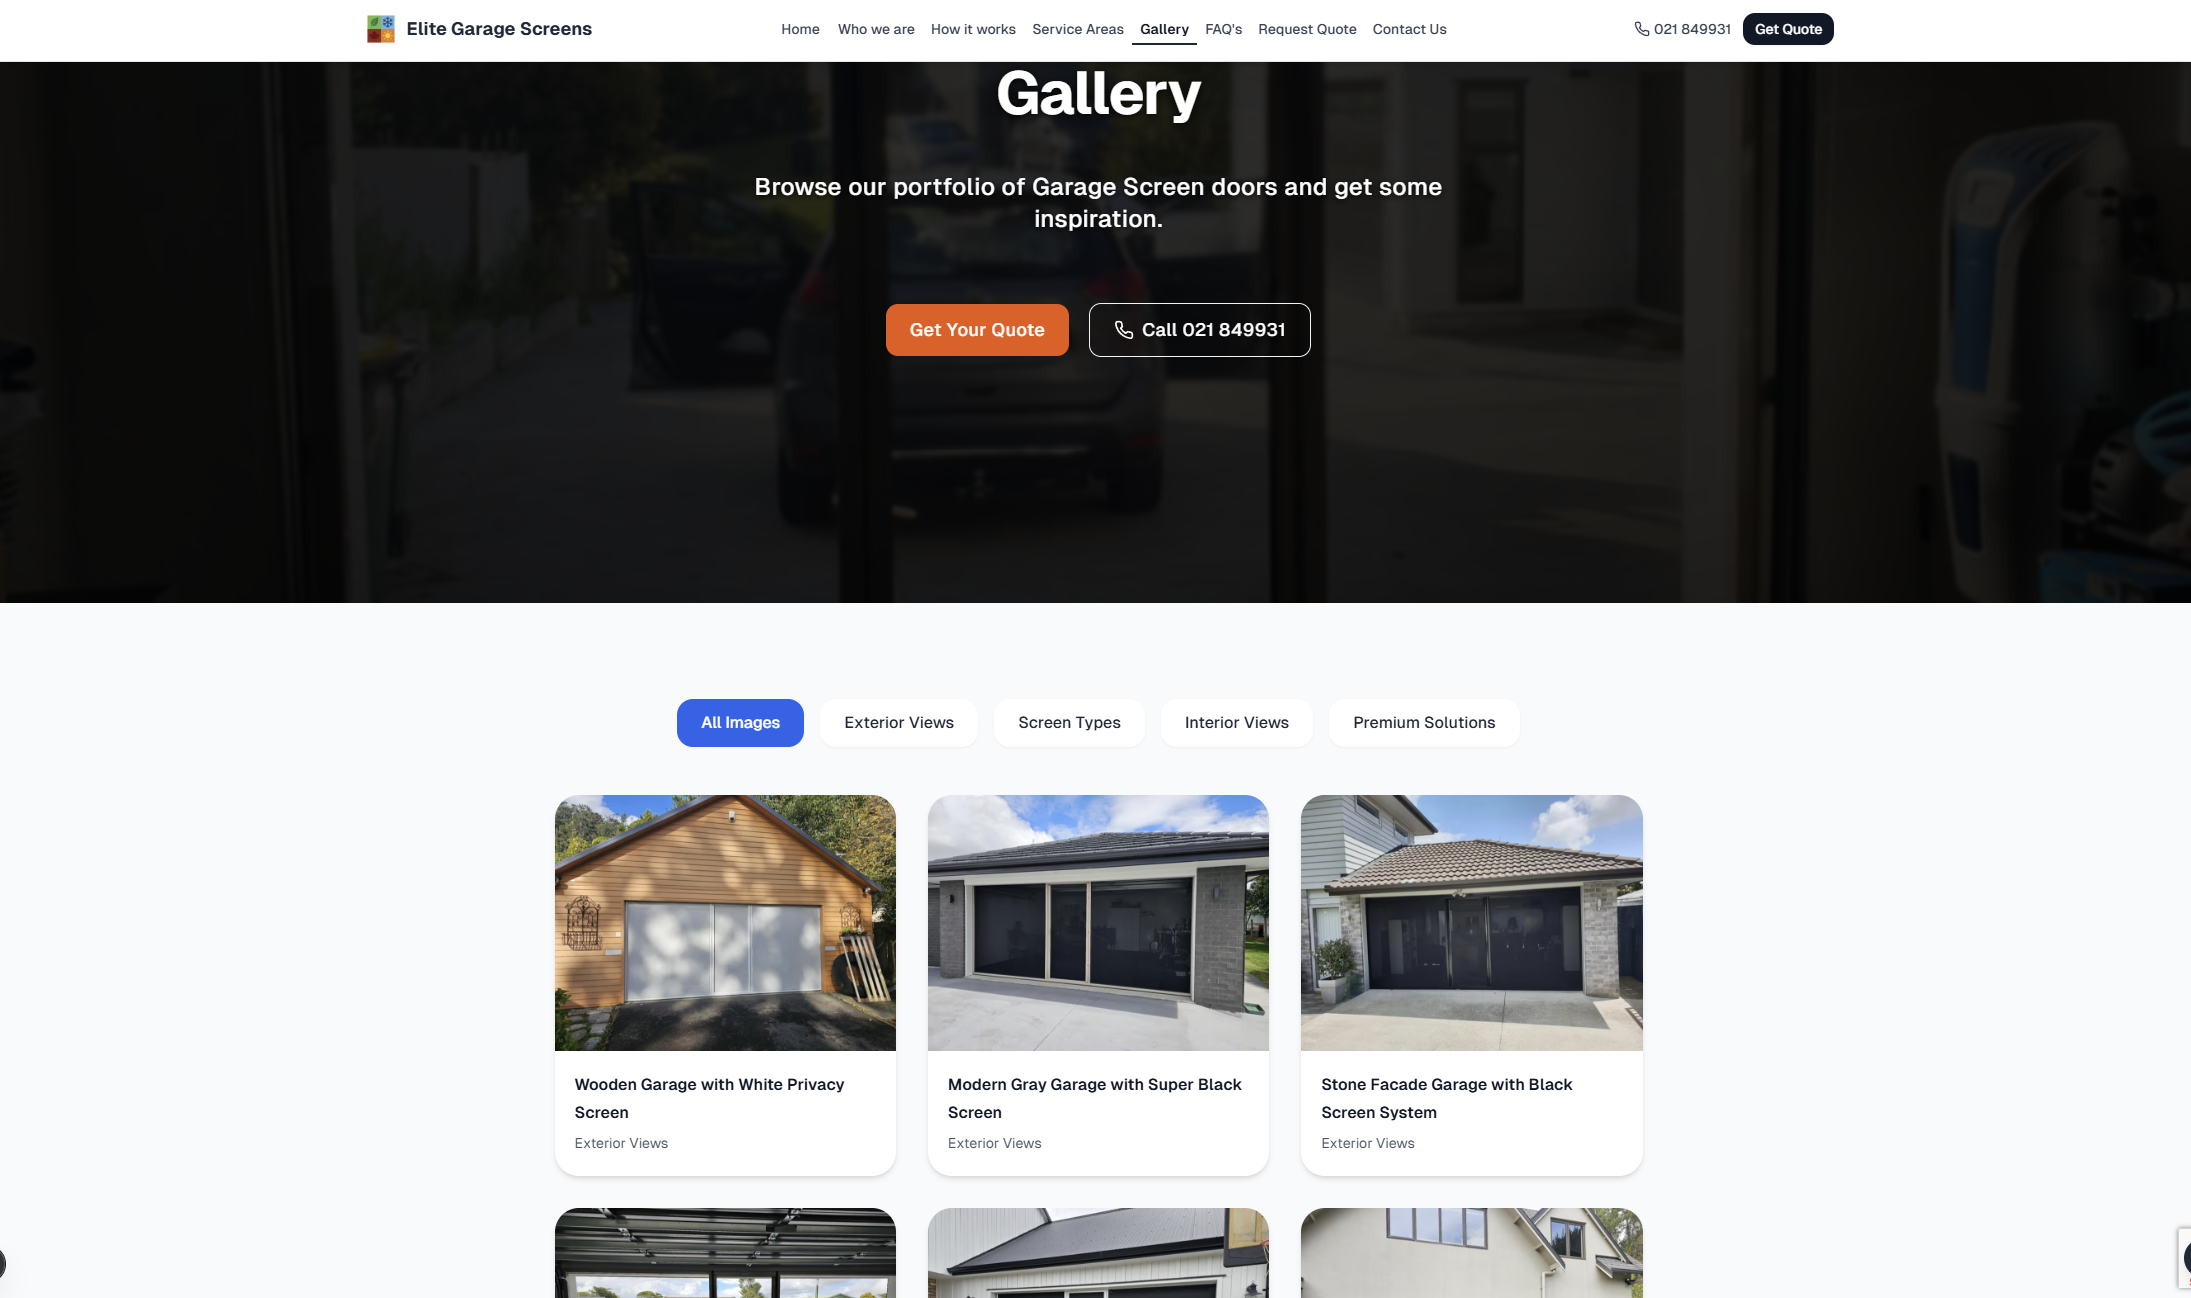 Elite Garage Screens
Home Who we are How it works Service Areas Gallery FAQ's Request Quote Contact Us
021 849931 Get Quote
Gallery
Browse our portfolio of Garage Screen doors and get some
inspiration.
Get Your Quote Call 021 849931
All Images Exterior Views Screen Types Interior Views Premium Solutions
Wooden Garage with White Privacy
Screen
Exterior Views
Modern Gray Garage with Super Black
Screen
Exterior Views
Stone Facade Garage with Black
Screen System
Exterior Views